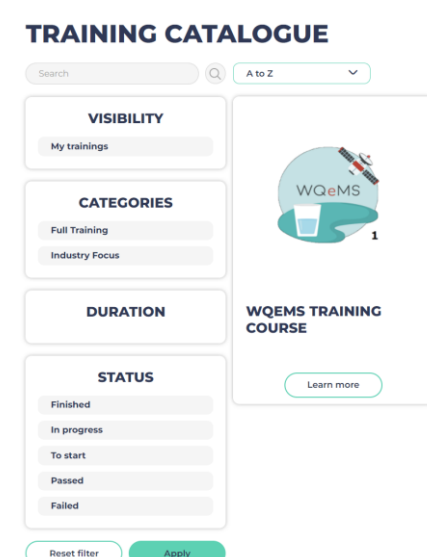 TRAINING CATALOGUE
Search
A to Z
VISIBILITY
My trainings
CATEGORIES
Full Training
Industry Focus
DURATION
STATUS
Finished
In progress
To start
Passed
Failed
Reset filter
Apply
WQeMS
1
WQEMS TRAINING
COURSE
Learn more